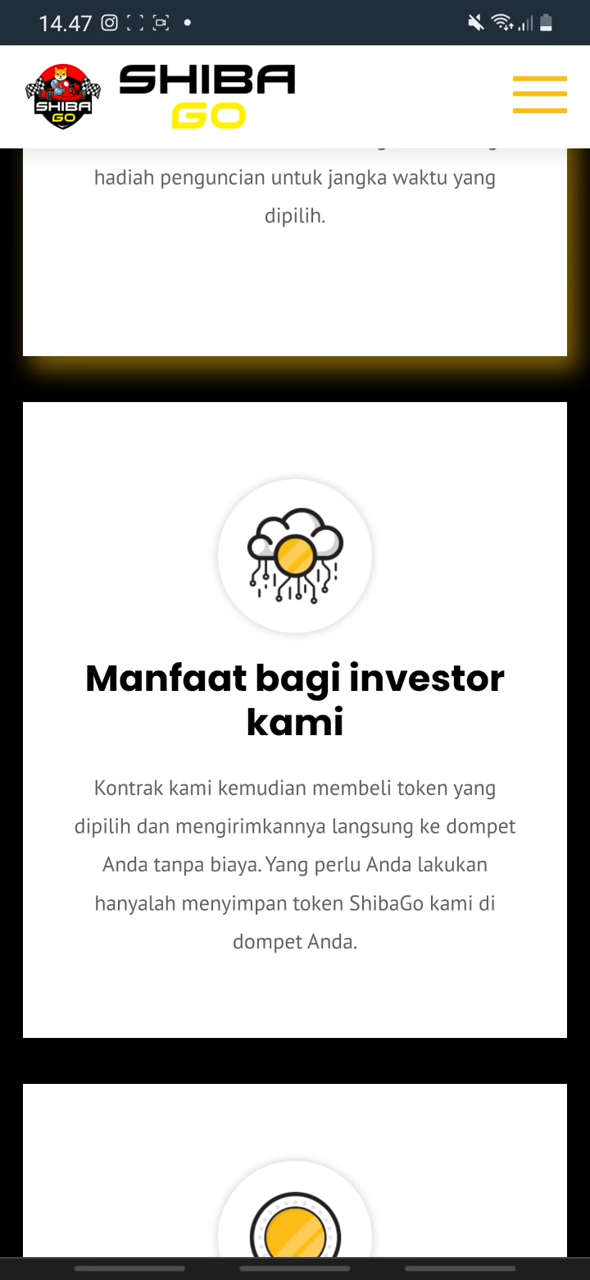 14.47
SHIBA
GO
SHIBA
GO
hadiah penguncian untuk jangka waktu yang
dipilih.
Manfaat bagi investor
kami
Kontrak kami kemudian membeli token yang
dipilih dan mengirimkannya langsung ke dompet
Anda tanpa biaya. Yang perlu Anda lakukan
hanyalah menyimpan token ShibaGo kami di
dompet Anda.